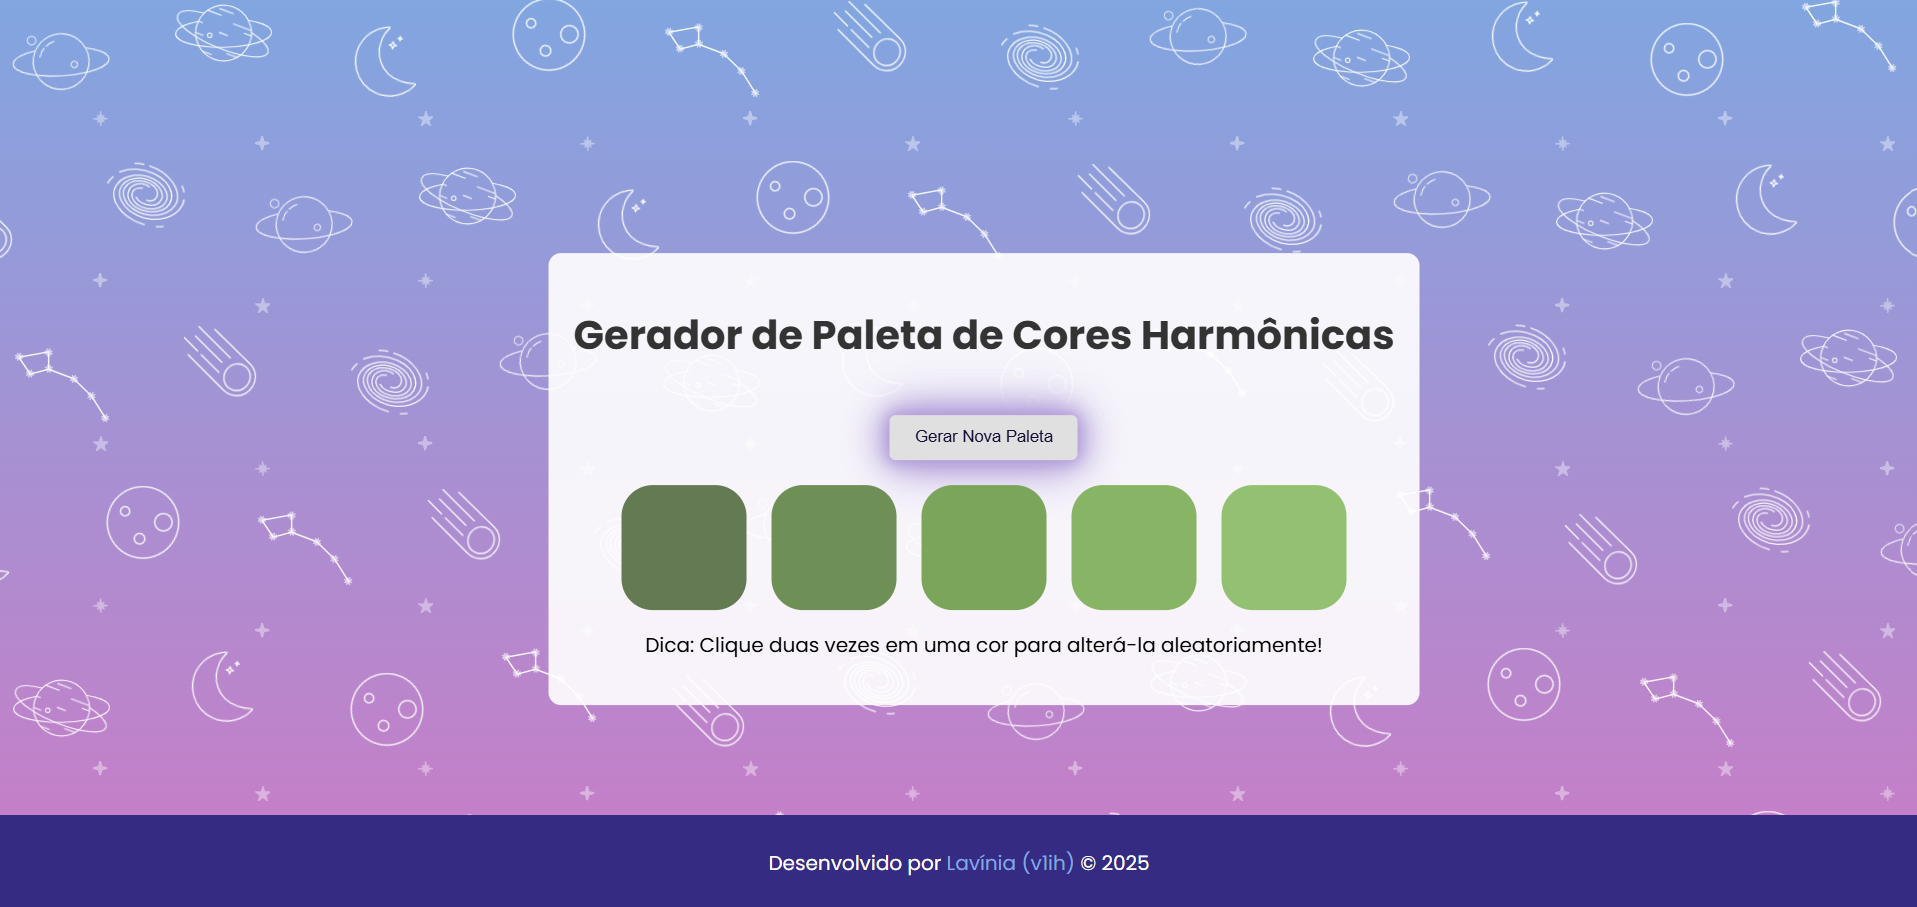 Gerador de Paleta de Cores Harmônicas
Gerar Nova Paleta
Dica: Clique duas vezes em uma cor para alterá-la aleatoriamente!
Desenvolvido por Lavínia (v1ih) © 2025